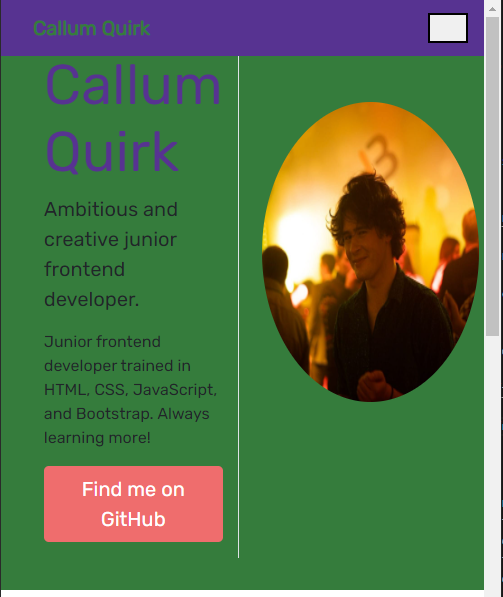 Callum Quirk
Callum
Quirk
Ambitious and
creative junior
frontend
developer.
Junior frontend
developer trained in
HTML, CSS, JavaScript,
and Bootstrap. Always
learning more!
Find me on
GitHub
3